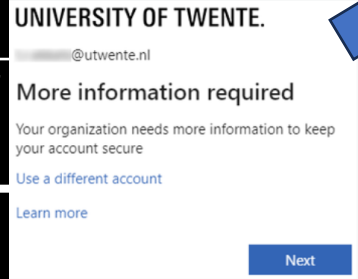 UNIVERSITY OF TWENTE.
@utwente.nl
More information required
Your organization needs more information to keep
your account secure
Use a different account
Learn more
Next